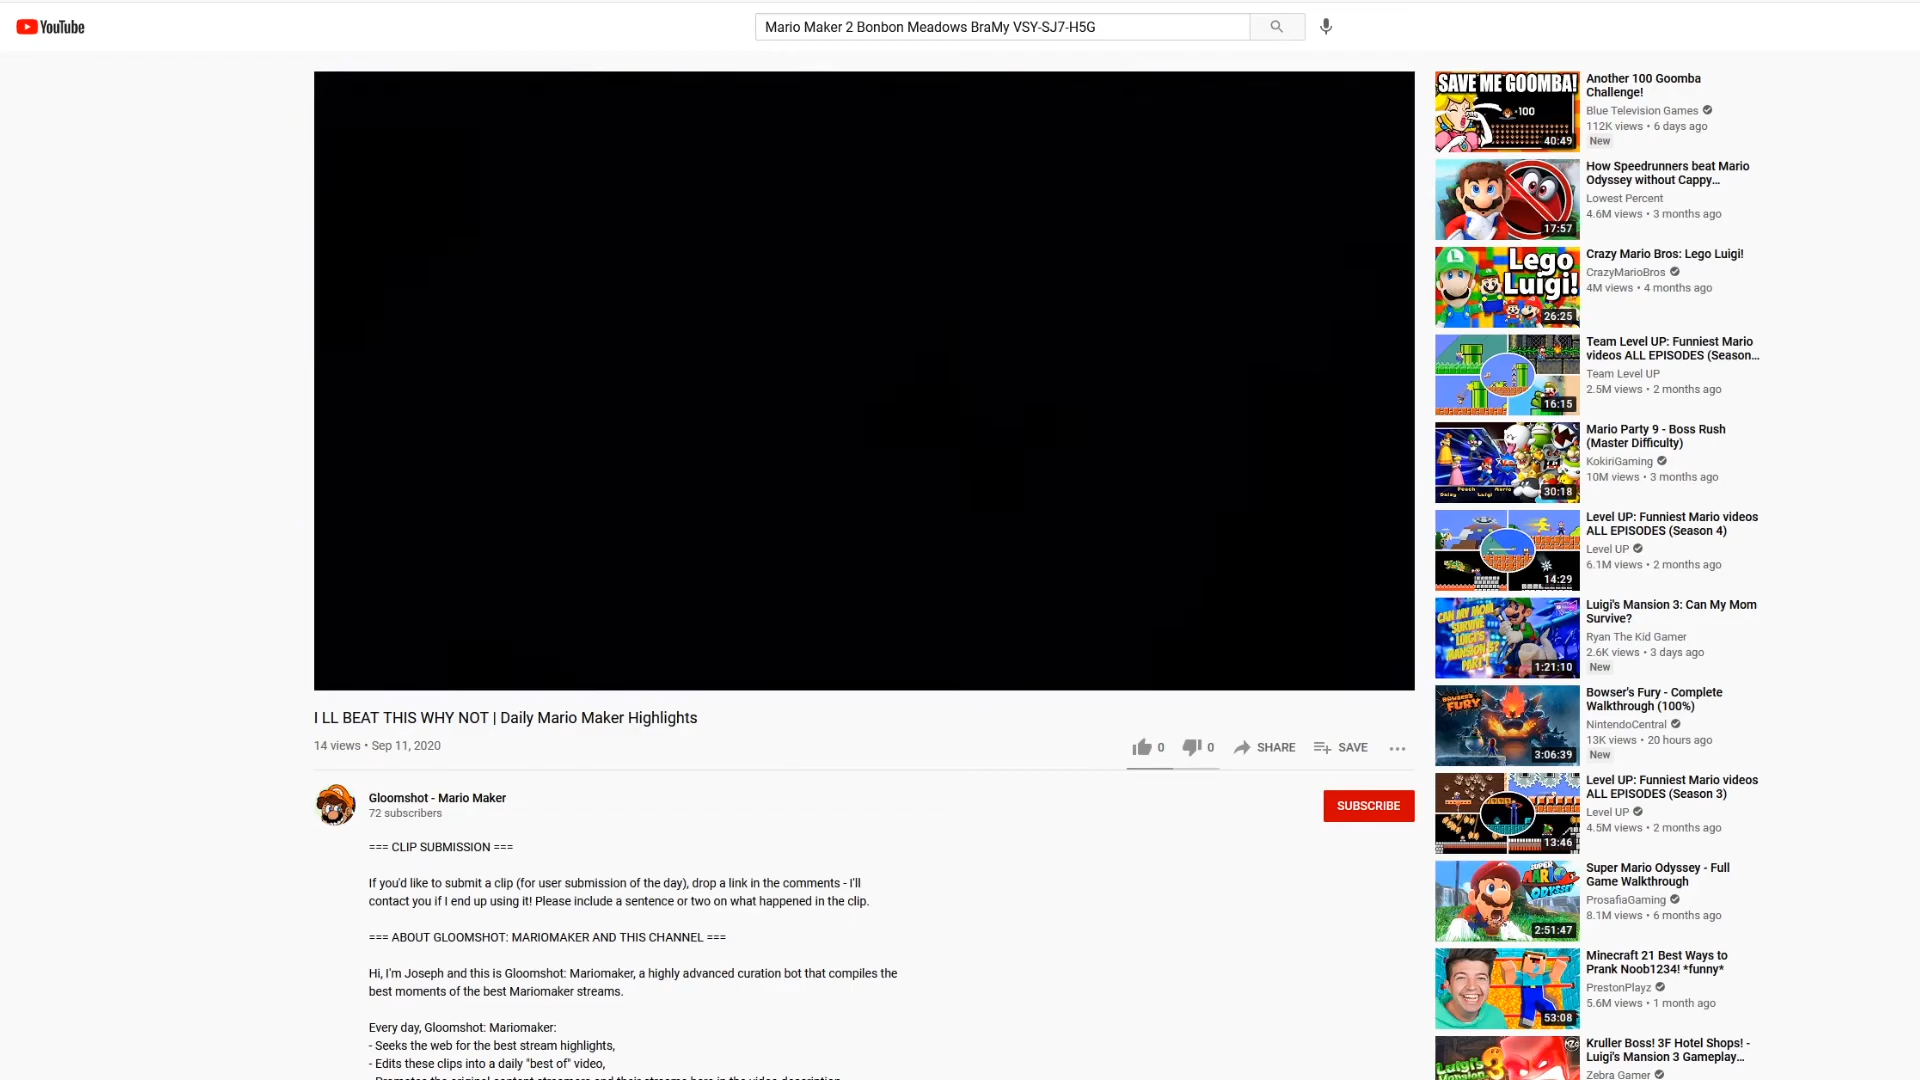 YouTube
Mario Maker 2 Bonbon Meadows BraMy VSY-SJ7-H5G
I LL BEAT THIS WHY NOT | Daily Mario Maker Highlights
14 views • Sep 11, 2020
0
0
SHARE
SAVE
Gloomshot - Mario Maker
72 subscribers
SUBSCRIBE
=== CLIP SUBMISSION ===
If you'd like to submit a clip (for user submission of the day), drop a link in the comments - I'll
contact you if I end up using it! Please include a sentence or two on what happened in the clip.
=== ABOUT GLOOMSHOT: MARIOMAKER AND THIS CHANNEL ===
Hi, I'm Joseph and this is Gloomshot: Mariomaker, a highly advanced curation bot that compiles the
best moments of the best Mariomaker streams.
Every day, Gloomshot: Mariomaker:
- Seeks the web for the best stream highlights,
- Edits these clips into a daily "best of" video,
SAVE ME GOOMBA!
×100
40:49
Another 100 Goomba
Challenge!
Blue Television Games
112K views • 6 days ago
New
17:57
How Speedrunners beat Mario
Odyssey without Cappy...
Lowest Percent
4.6M views • 3 months ago
Lego
Luigi!
26:25
Crazy Mario Bros: Lego Luigi!
CrazyMarioBros
4M views • 4 months ago
16:15
Team Level UP: Funniest Mario
videos ALL EPISODES (Season...
Team Level UP
2.5M views • 2 months ago
30:18
Mario Party 9 - Boss Rush
(Master Difficulty)
KokiriGaming
10M views • 3 months ago
14:29
Level UP: Funniest Mario videos
ALL EPISODES (Season 4)
Level UP
6.1M views • 2 months ago
CAN MY MOM
SURVIVE
LUIGI'S
MANSION 3?
PART 1
1:21:10
Luigi's Mansion 3: Can My Mom
Survive?
Ryan The Kid Gamer
2.6K views • 3 days ago
New
BOWSER'S
FURY
3:06:39
Bowser's Fury - Complete
Walkthrough (100%)
NintendoCentral
13K views • 20 hours ago
New
13:46
Level UP: Funniest Mario videos
ALL EPISODES (Season 3)
Level UP
4.5M views • 2 months ago
SUPER
MARIO
ODYSSEY
2:51:47
Super Mario Odyssey - Full
Game Walkthrough
ProsafiaGaming
8.1M views • 6 months ago
53:08
Minecraft 21 Best Ways to
Prank Noob1234! *funny*
PrestonPlayz
5.6M views • 1 month ago
LUIGI'S
3
Kruller Boss! 3F Hotel Shops! -
Luigi's Mansion 3 Gameplay...
Zebra Gamer